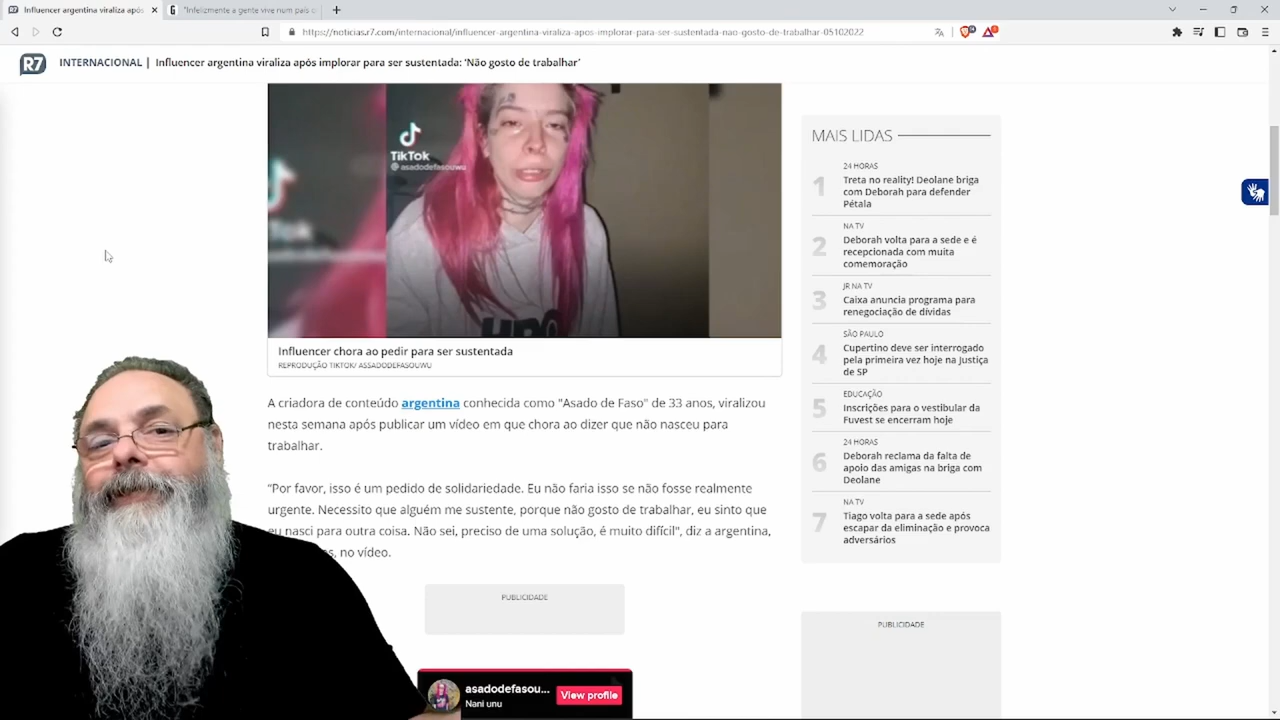 Influencer argentina viraliza após
"Infelizmente a gente vive num país c
https://noticias.r7.com/internacional/influencer-argentina-viraliza-apos-implorar-para-ser-sustentada-nao-gosto-de-trabalhar-05102022
R7
INTERNACIONAL | Influencer argentina viraliza após implorar para ser sustentada: 'Não gosto de trabalhar'
TikTok
@asadodefasouwu
Influencer chora ao pedir para ser sustentada
REPRODUÇÃO TIKTOK/ ASSADODEFASOUWU
A criadora de conteúdo argentina conhecida como "Asado de Faso" de 33 anos, viralizou
nesta semana após publicar um vídeo em que chora ao dizer que não nasceu para
trabalhar.
"Por favor, isso é um pedido de solidariedade. Eu não faria isso se não fosse realmente
urgente. Necessito que alguém me sustente, porque não gosto de trabalhar, eu sinto que
eu nasci para outra coisa. Não sei, preciso de uma solução, é muito difícil", diz a argentina,
no vídeo.
PUBLICIDADE
asadodefasou...
Nani unu
View profile
MAIS LIDAS
24 HORAS
1 Treta no reality! Deolane briga
com Deborah para defender
Pétala
NA TV
2 Deborah volta para a sede e é
recepcionada com muita
comemoração
JR NA TV
3 Caixa anuncia programa para
renegociação de dívidas
SÃO PAULO
4 Cupertino deve ser interrogado
pela primeira vez hoje na Justiça
de SP
EDUCAÇÃO
5 Inscrições para o vestibular da
Fuvest se encerram hoje
24 HORAS
6 Deborah reclama da falta de
apoio das amigas na briga com
Deolane
NA TV
7 Tiago volta para a sede após
escapar da eliminação e provoca
adversários
PUBLICIDADE